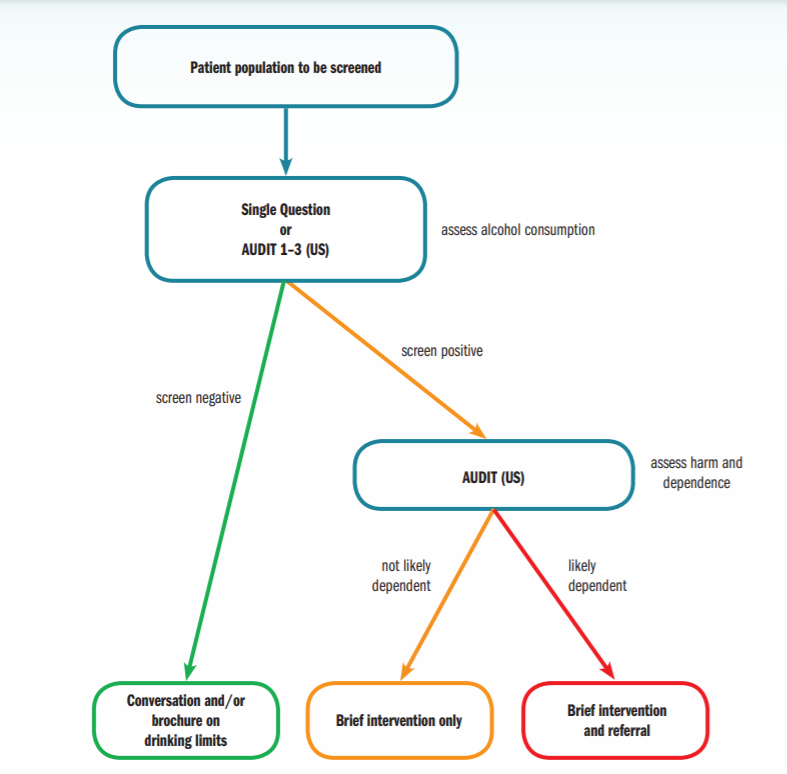 Patient population to be screened
Single Question
or
AUDIT 1–3 (US)
assess alcohol consumption
screen positive
screen negative
AUDIT (US)
assess harm and
dependence
not likely
dependent
likely
dependent
Conversation and/or
brochure on
drinking limits
Brief intervention only
Brief intervention
and referral